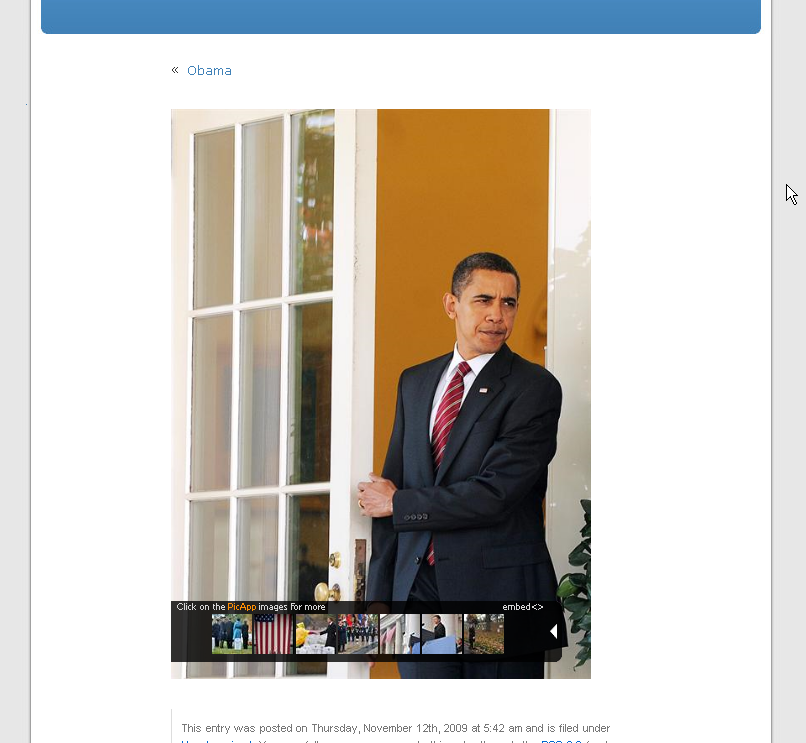 « Obama
Click on the PicApp images for more
embed<>
This entry was posted on Thursday, November 12th, 2009 at 5:42 am and is filed under